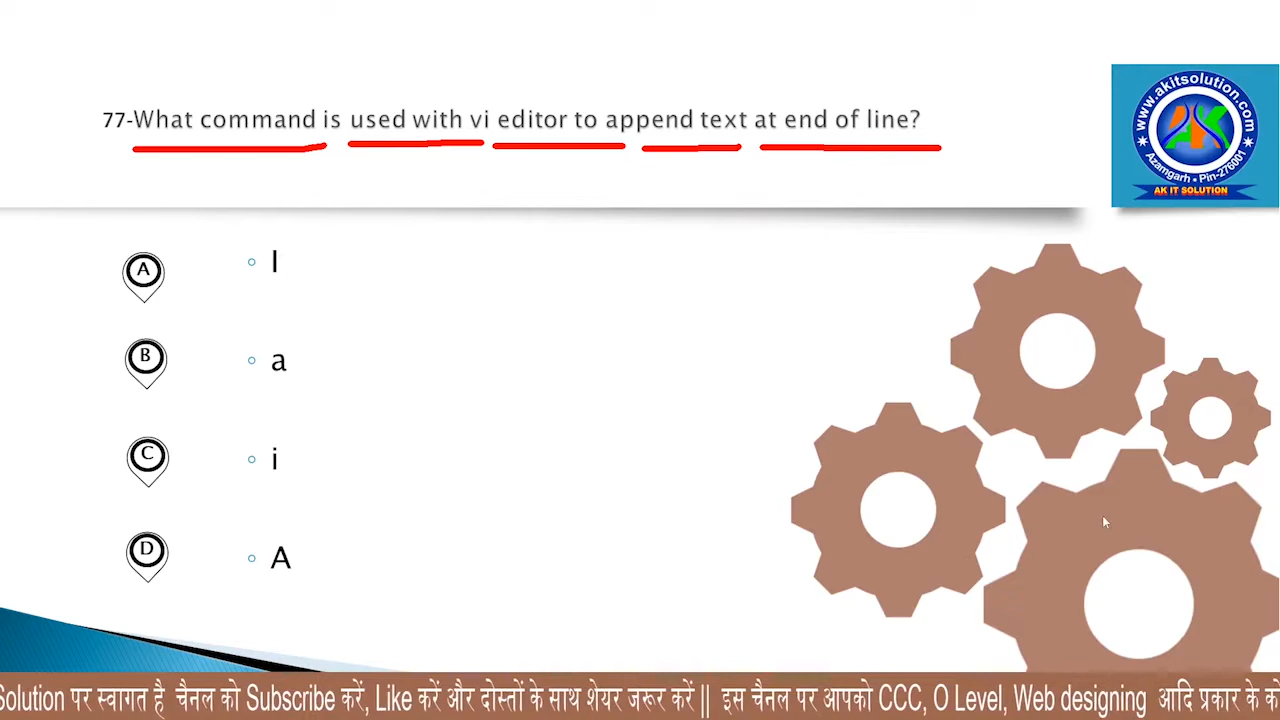 77-What command is used with vi editor to append text at end of line?
www.akitsolution.com
AK
Azamgarh • Pin-276001
AK IT SOLUTION
A
I
B
a
C
i
D
A
Solution पर स्वागत है चैनल को Subscribe करें, Like करें और दोस्तों के साथ शेयर जरूर करें || इस चैनल पर आपको CCC, O Level, Web designing आदि प्रकार के को